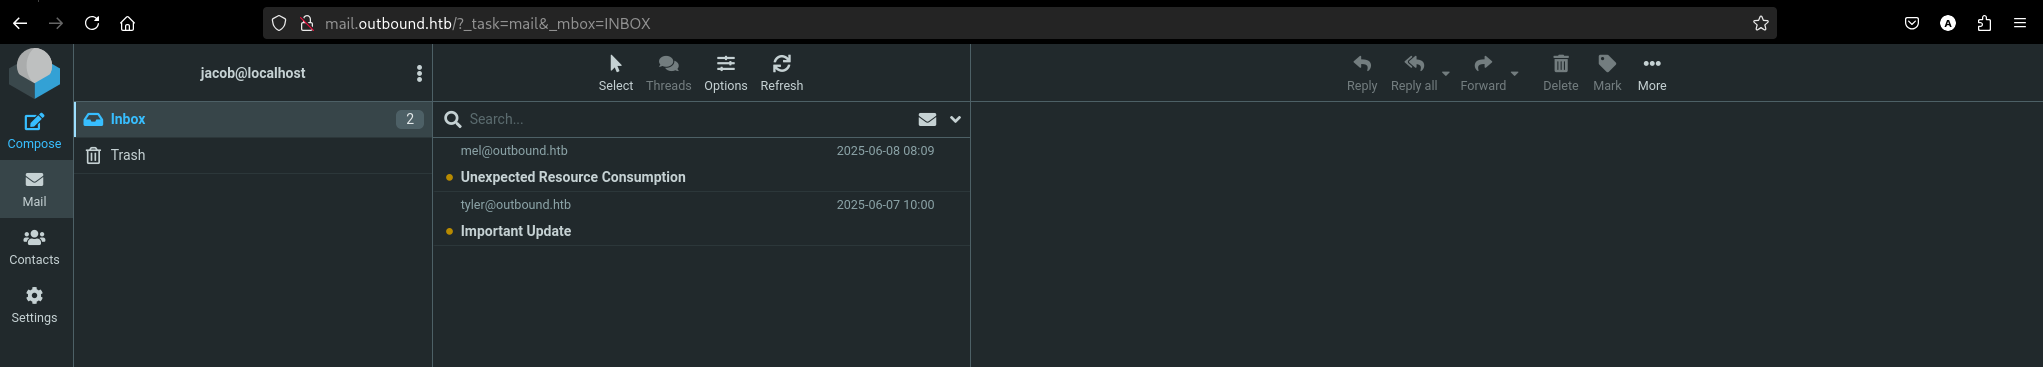 mail.outbound.htb/?_task=mail&_mbox=INBOX
A
jacob@localhost
Select
Threads
Options
Refresh
Reply
Reply all
Forward
Delete
Mark
More
Compose
Mail
Contacts
Settings
Inbox
2
Trash
Search...
mel@outbound.htb 2025-06-08 08:09
Unexpected Resource Consumption
tyler@outbound.htb 2025-06-07 10:00
Important Update